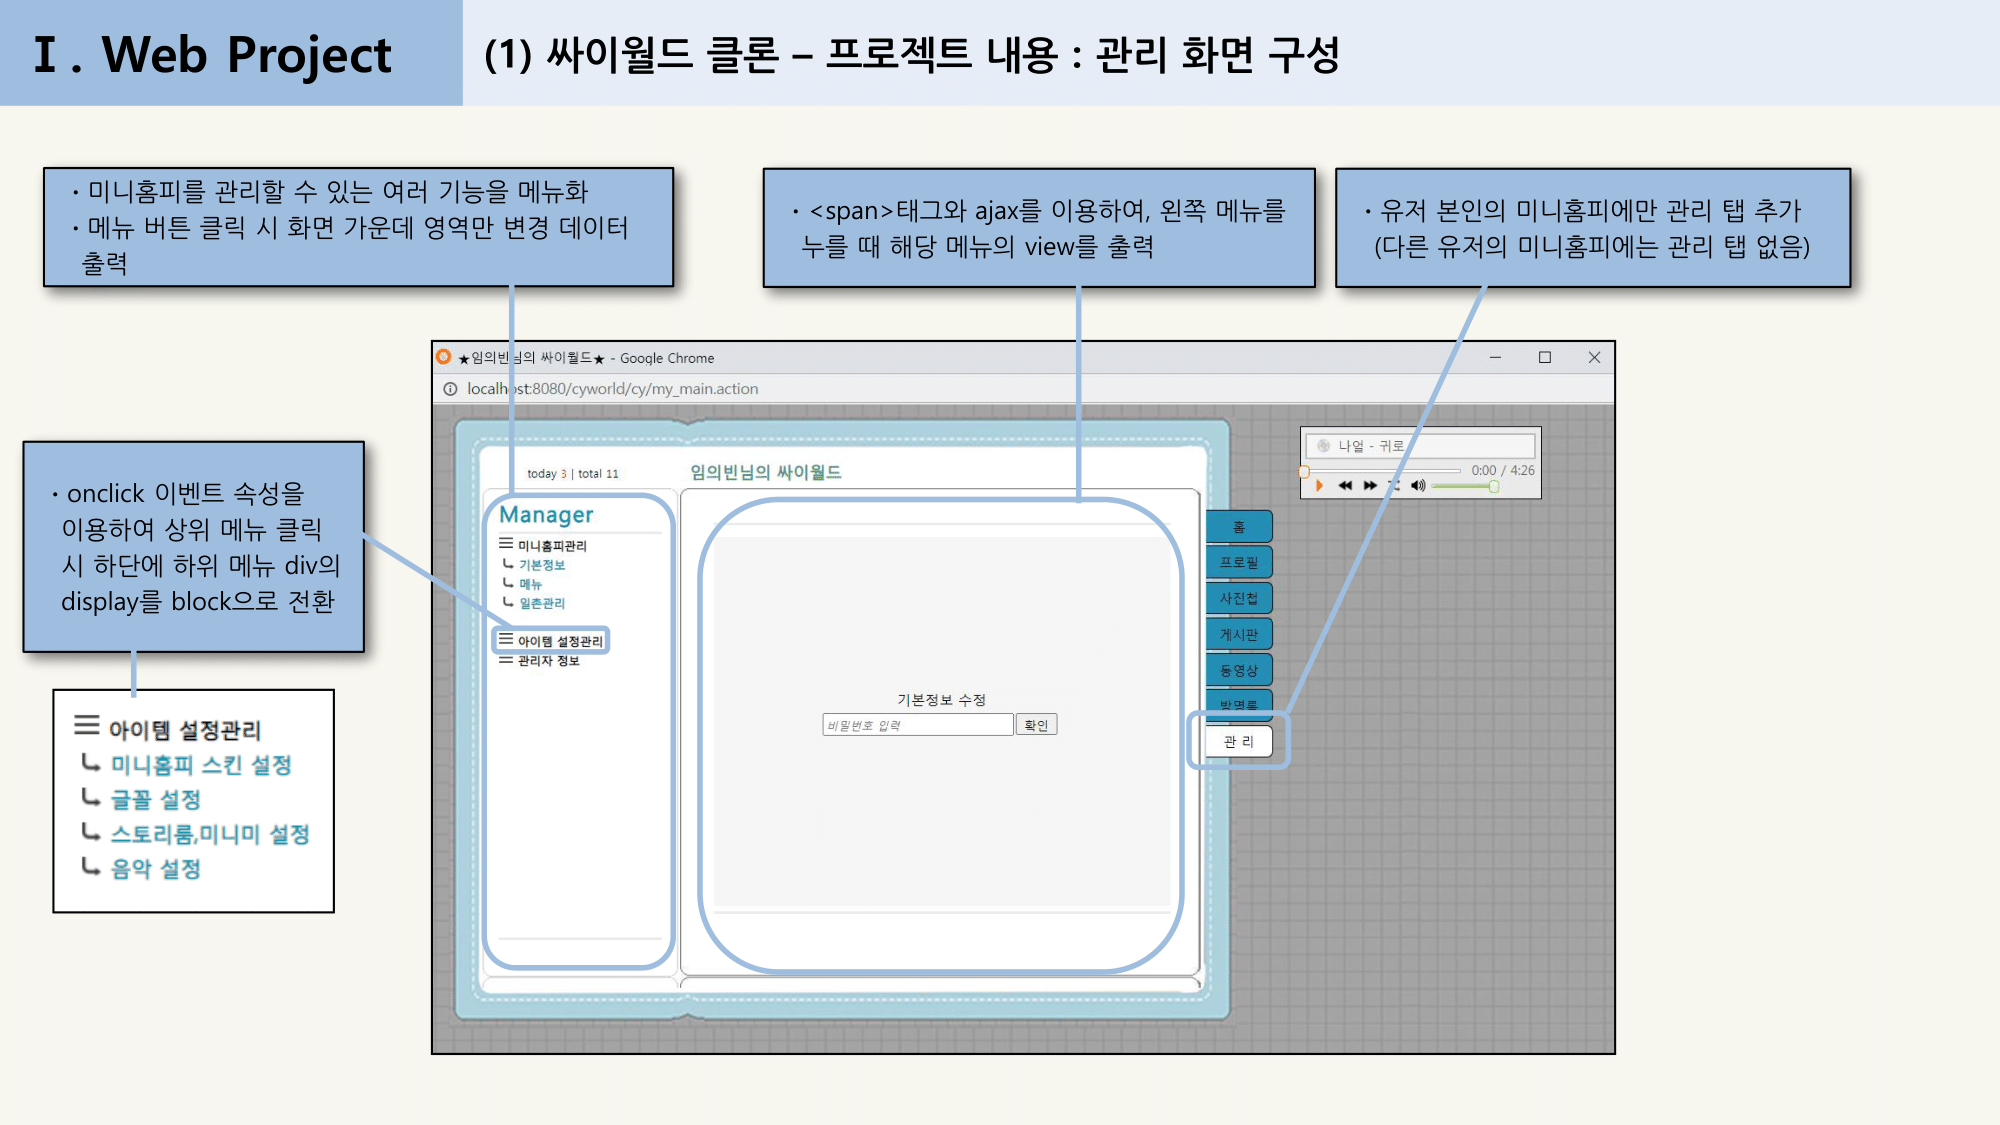 I . Web Project
(1) 싸이월드 클론 – 프로젝트 내용 : 관리 화면 구성
· 미니홈피를 관리할 수 있는 여러 기능을 메뉴화
· 메뉴 버튼 클릭 시 화면 가운데 영역만 변경 데이터
출력
· <span>태그와 ajax를 이용하여, 왼쪽 메뉴를
누를 때 해당 메뉴의 view를 출력
· 유저 본인의 미니홈피에만 관리 탭 추가
(다른 유저의 미니홈피에는 관리 탭 없음)
· onclick 이벤트 속성을
이용하여 상위 메뉴 클릭
시 하단에 하위 메뉴 div의
display를 block으로 전환
아이템 설정관리
미니홈피 스킨 설정
글꼴 설정
스토리룸,미니미 설정
음악 설정
★임의빈님의 싸이월드★ - Google Chrome
localhost:8080/cyworld/cy/my_main.action
today 3 | total 11
임의빈님의 싸이월드
Manager
미니홈피관리
기본정보
메뉴
일촌관리
아이템 설정관리
관리자 정보
기본정보 수정
비밀번호 입력
확인
나얼 - 귀로
0:00 / 4:26
홈
프로필
사진첩
게시판
동영상
방명록
관 리